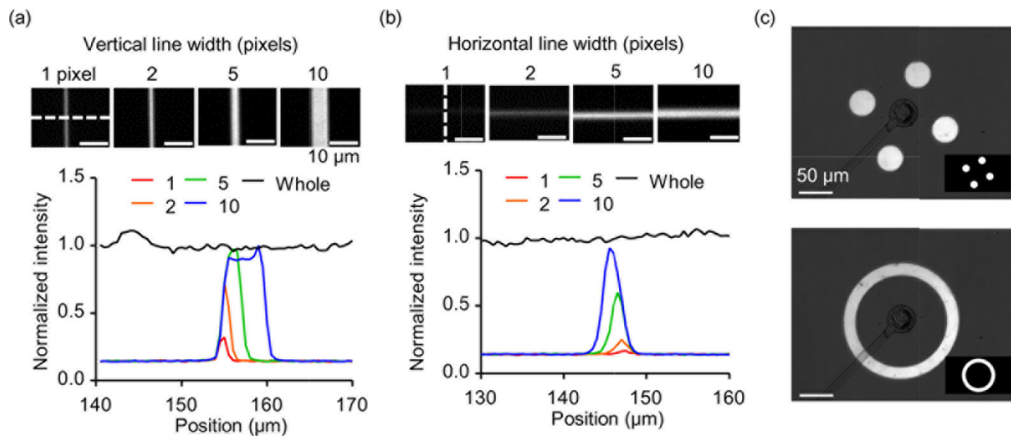 (a)
Vertical line width (pixels)
1 pixel 2 5 10
10 µm
1.5
1.0
0.5
0.0
Normalized intensity
1 5 Whole
2 10
140 150 160 170
Position (µm)
(b)
Horizontal line width (pixels)
1 2 5 10
1.5
1.0
0.5
0.0
Normalized intensity
1 5 Whole
2 10
130 140 150 160
Position (µm)
(c)
50 µm